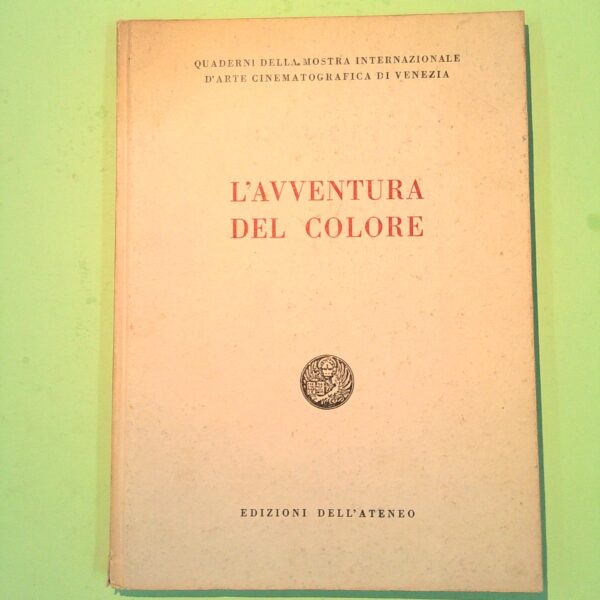 QUADERNI DELLA MOSTRA INTERNAZIONALE
D'ARTE CINEMATOGRAFICA DI VENEZIA
L'AVVENTURA
DEL COLORE
EDIZIONI DELL'ATENEO